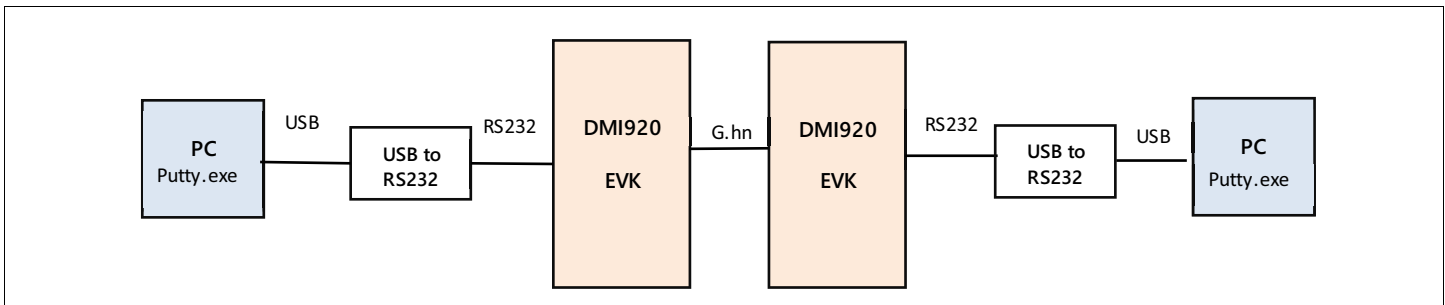 PC
Putty.exe
USB
USB to
RS232
RS232
DMI920
EVK
G.hn
DMI920
EVK
RS232
USB to
RS232
USB
PC
Putty.exe